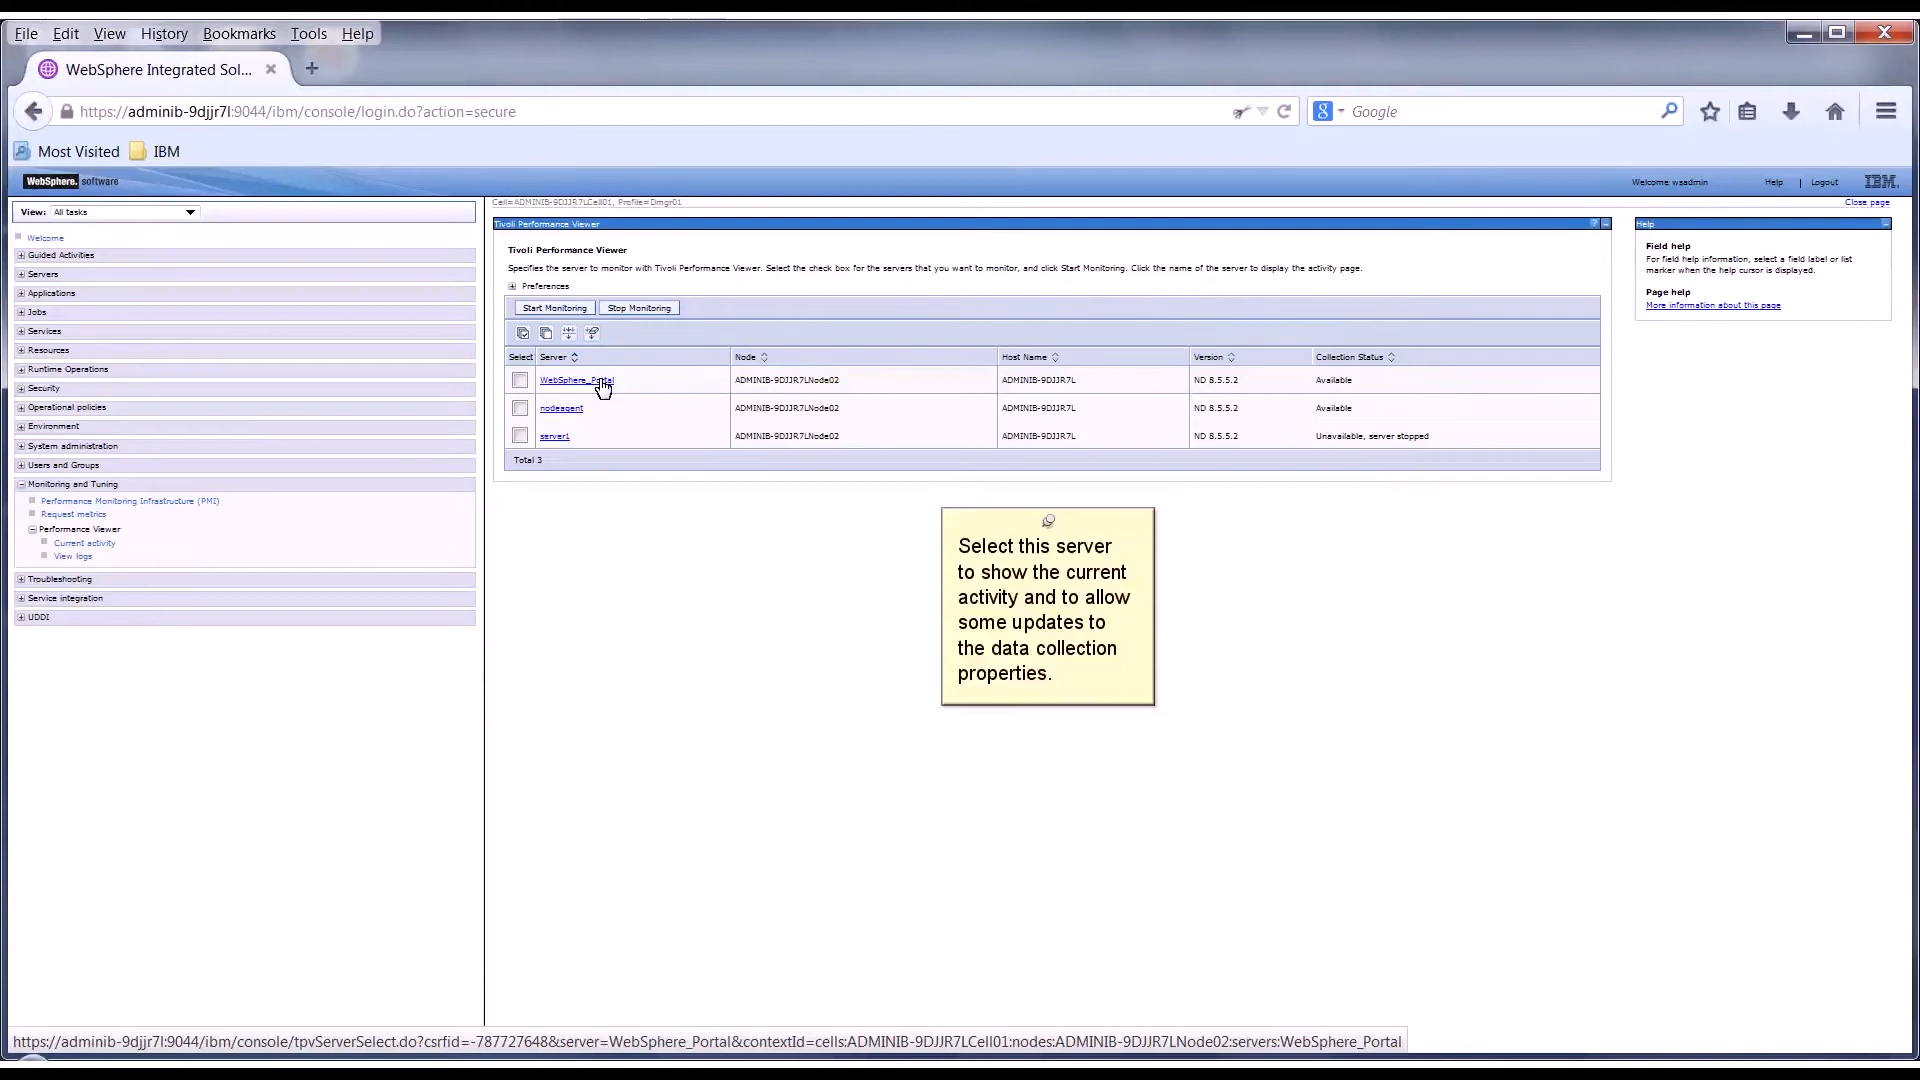 File Edit View History Bookmarks Tools Help
WebSphere Integrated Sol...
https://adminib-9djjr7l:9044/ibm/console/login.do?action=secure
Google
Most Visited IBM
WebSphere. software
Welcome wsadmin Help | Logout IBM.
View: All tasks
Welcome
Guided Activities
Servers
Applications
Jobs
Services
Resources
Runtime Operations
Security
Operational policies
Environment
System administration
Users and Groups
Monitoring and Tuning
Performance Monitoring Infrastructure (PMI)
Request metrics
Performance Viewer
Current activity
View logs
Troubleshooting
Service integration
UDDI
Cell=ADMINIB-9DJJR7LCell01, Profile=Dmgr01
Close page
Tivoli Performance Viewer
Tivoli Performance Viewer
Specifies the server to monitor with Tivoli Performance Viewer. Select the check box for the servers that you want to monitor, and click Start Monitoring. Click the name of the server to display the activity page.
Preferences
Start Monitoring Stop Monitoring
Select Server Node Host Name Version Collection Status
WebSphere_Portal ADMINIB-9DJJR7LNode02 ADMINIB-9DJJR7L ND 8.5.5.2 Available
nodeagent ADMINIB-9DJJR7LNode02 ADMINIB-9DJJR7L ND 8.5.5.2 Available
server1 ADMINIB-9DJJR7LNode02 ADMINIB-9DJJR7L ND 8.5.5.2 Unavailable, server stopped
Total 3
Help
Field help
For field help information, select a field label or list
marker when the help cursor is displayed.
Page help
More information about this page
Select this server
to show the current
activity and to allow
some updates to
the data collection
properties.
https://adminib-9djjr7l:9044/ibm/console/tpvServerSelect.do?csrfid=-787727648&server=WebSphere_Portal&contextId=cells:ADMINIB-9DJJR7LCell01:nodes:ADMINIB-9DJJR7LNode02:servers:WebSphere_Portal